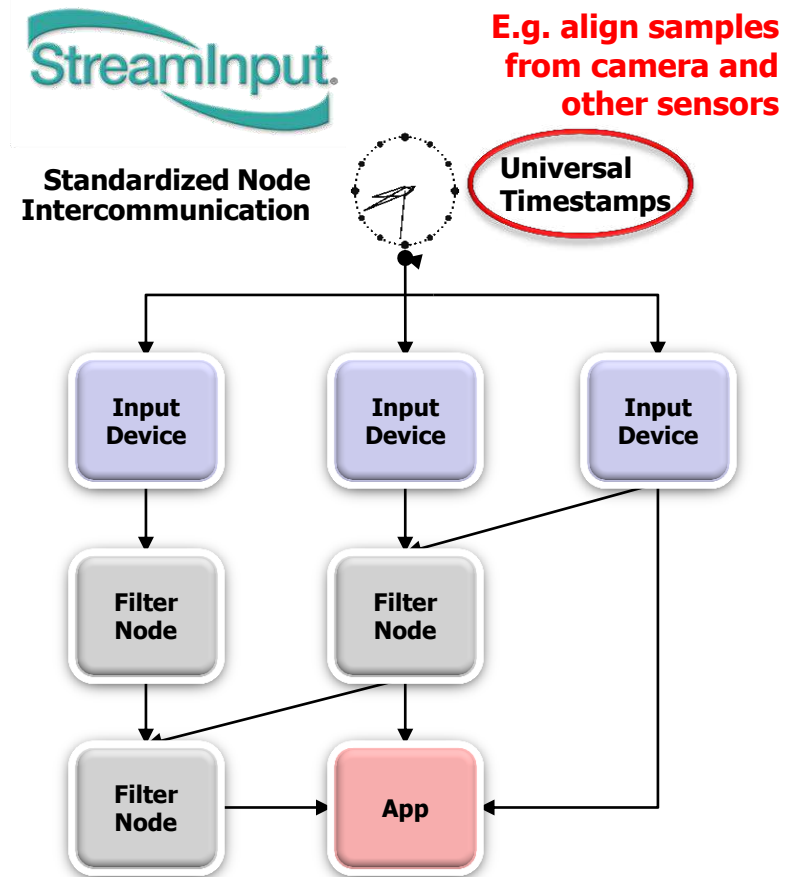 StreamInput®
E.g. align samples
from camera and
other sensors
Standardized Node
Intercommunication
Universal
Timestamps
Input
Device
Input
Device
Input
Device
Filter
Node
Filter
Node
Filter
Node
App